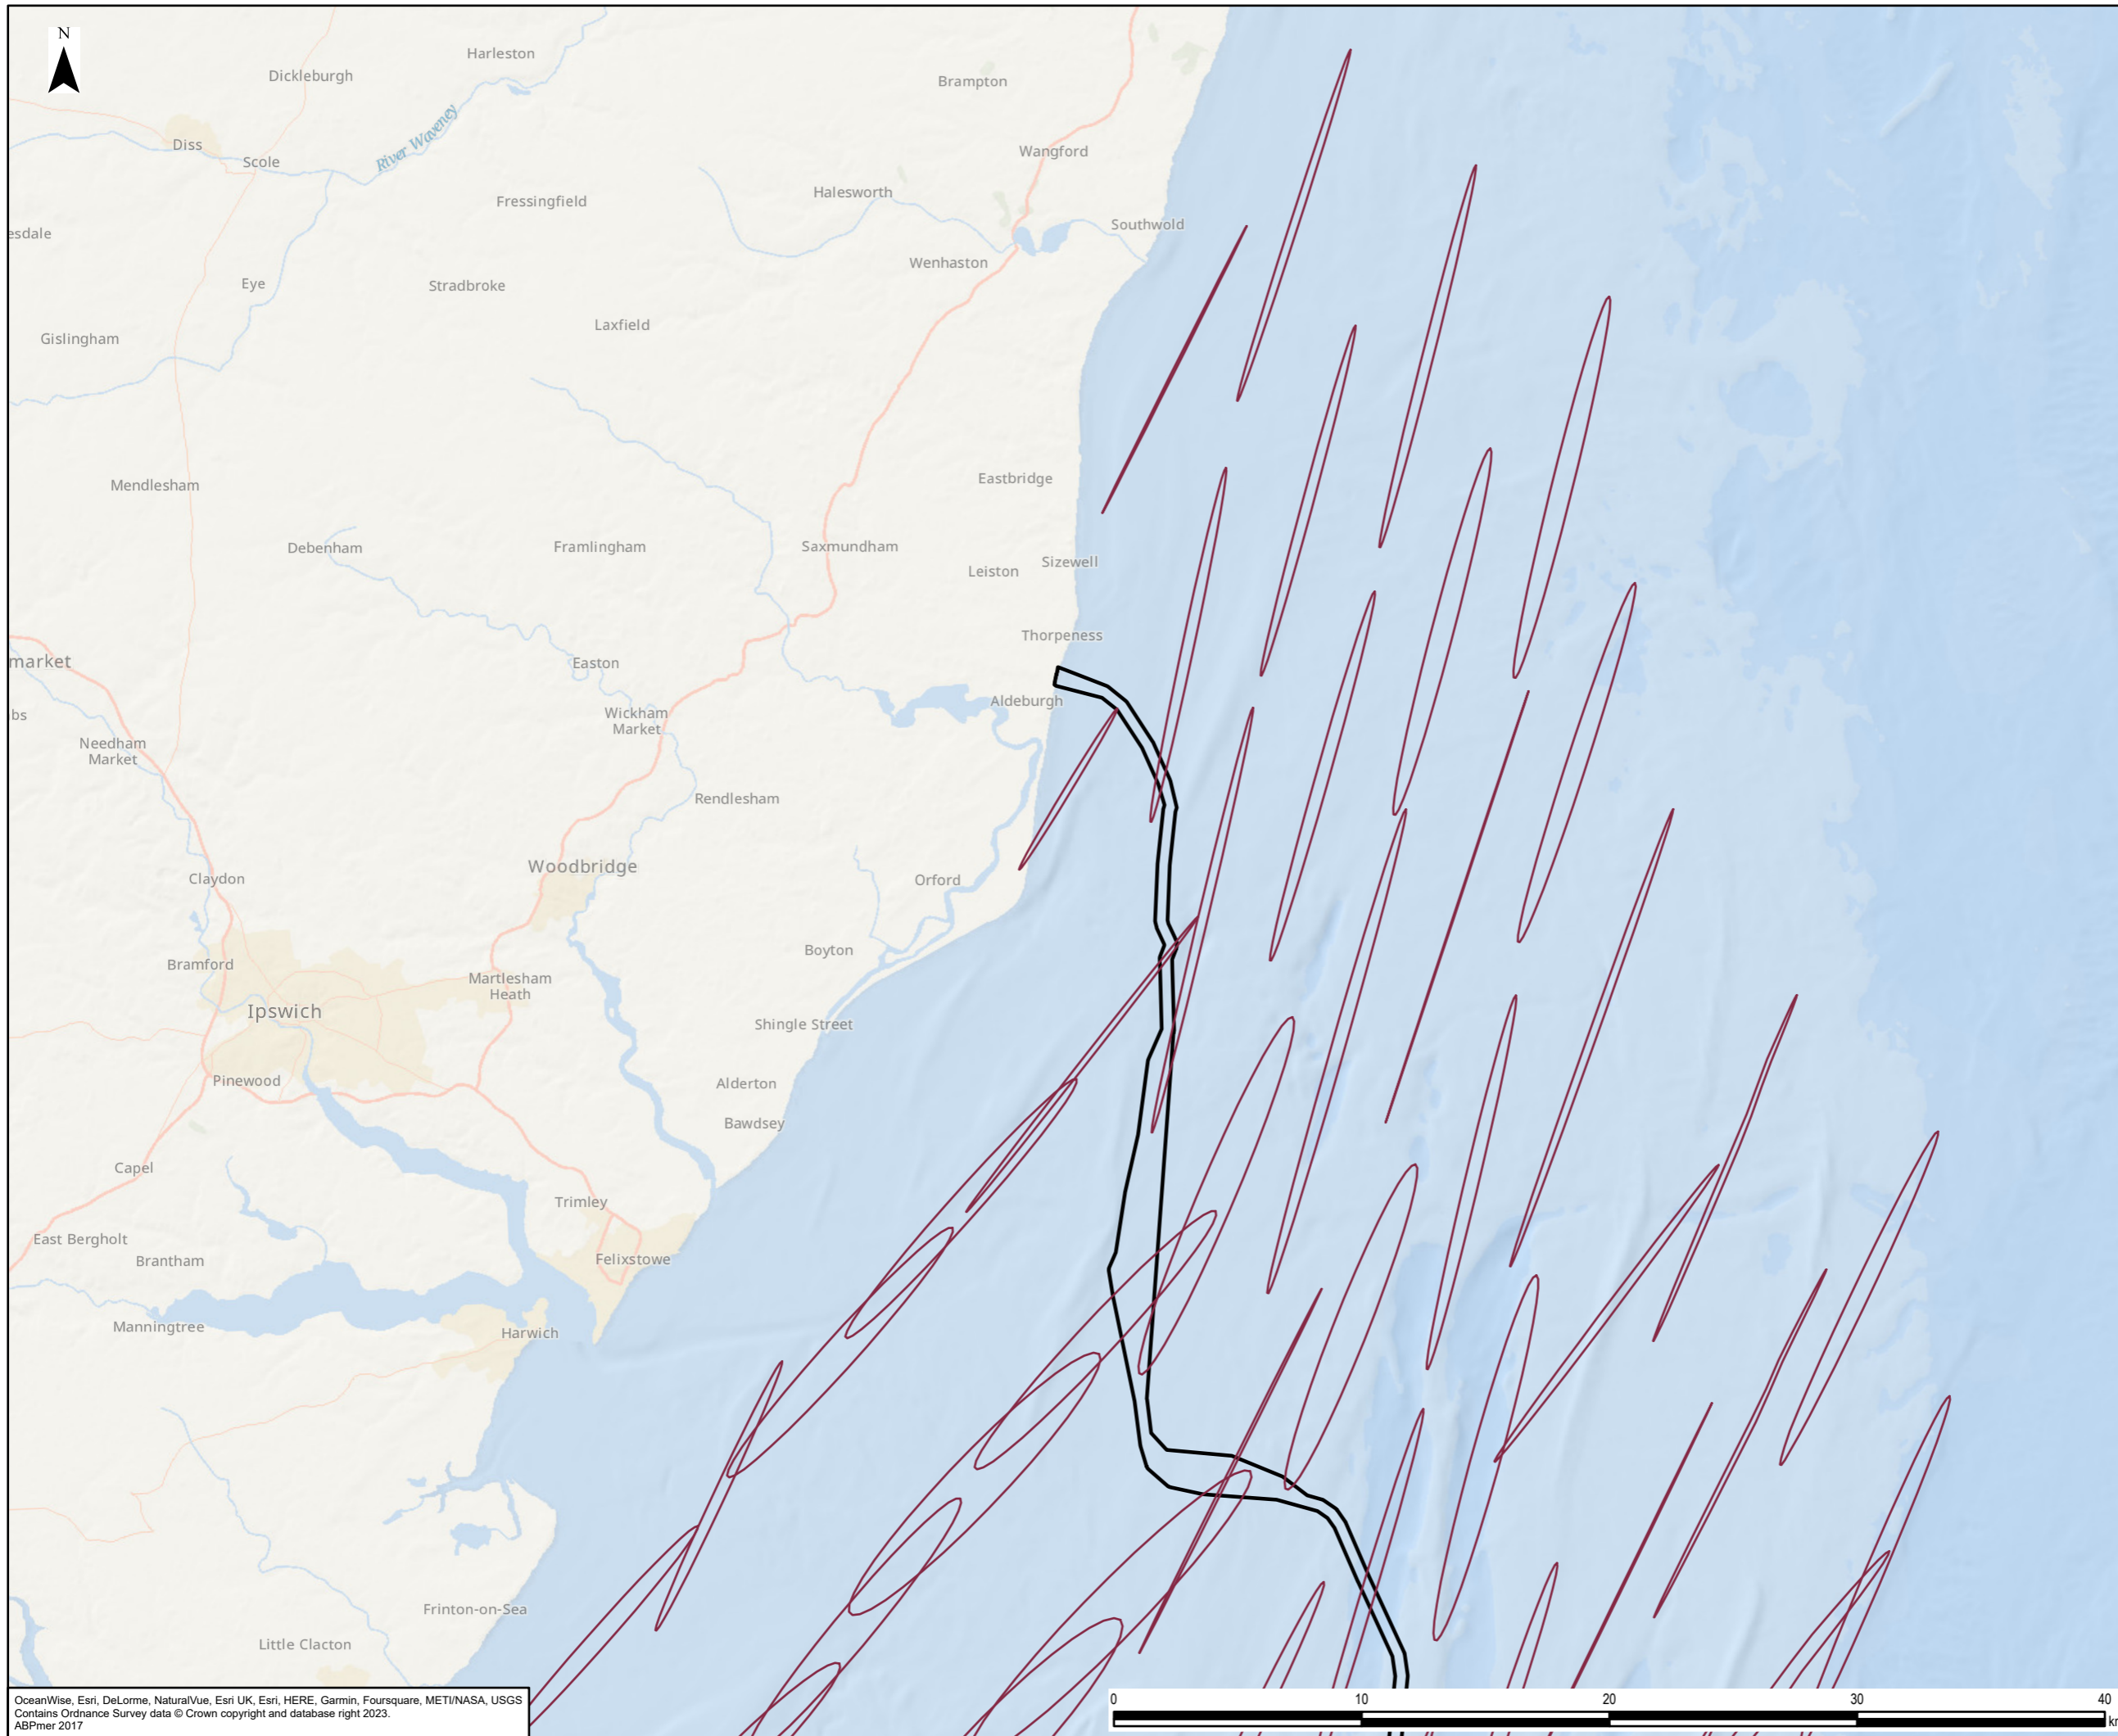 N
Harleston
Dickleburgh
Brampton
River Waveney
Diss
Scole
Wangford
Halesworth
Fressingfield
Southwold
esdale
Wenhaston
Eye
Stradbroke
Laxfield
Gislingham
Eastbridge
Mendlesham
Debenham
Framlingham
Saxmundham
Sizewell
Leiston
Thorpeness
market
Easton
Aldeburgh
bs
Wickham
Market
Needham
Market
Rendlesham
Woodbridge
Claydon
Orford
Boyton
Bramford
Martlesham
Heath
Ipswich
Shingle Street
Pinewood
Alderton
Bawdsey
Capel
Trimley
East Bergholt
Brantham
Felixstowe
Manningtree
Harwich
Frinton-on-Sea
Little Clacton
OceanWise, Esri, DeLorme, NaturalVue, Esri UK, Esri, HERE, Garmin, Foursquare, METI/NASA, USGS
Contains Ordnance Survey data © Crown copyright and database right 2023.
ABPmer 2017
0 10 20 30 40
km